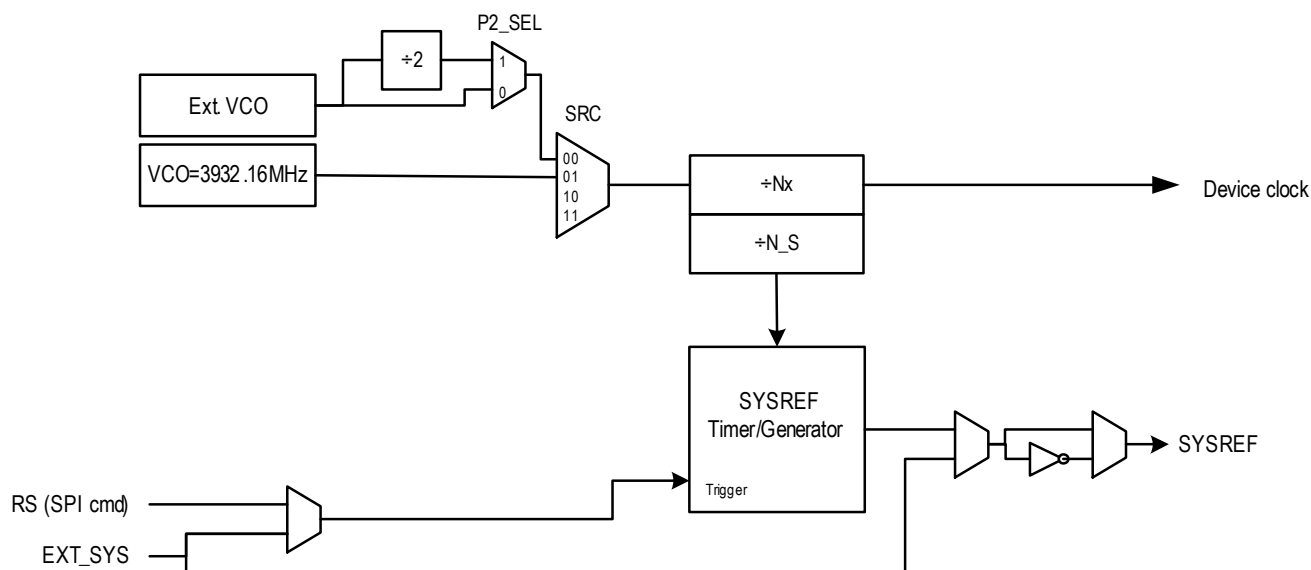 P2_SEL
÷2
1
0
Ext. VCO
SRC
VCO=3932.16MHz
00
01
10
11
÷Nx
Device clock
÷N_S
SYSREF
Timer/Generator
SYSREF
Trigger
RS (SPI cmd)
EXT_SYS